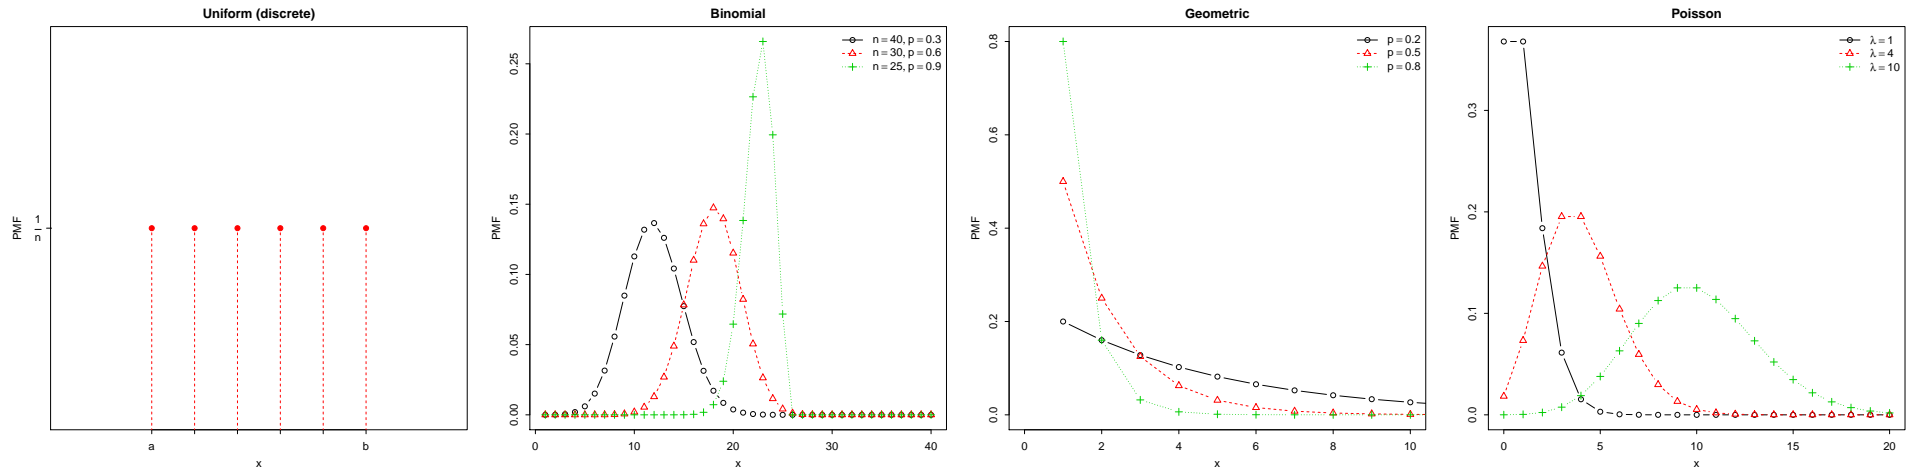 Uniform (discrete)
PMF
1
n
a
b
x
Binomial
n = 40, p = 0.3
n = 30, p = 0.6
n = 25, p = 0.9
PMF
0.25
0.20
0.15
0.10
0.05
0.00
0 10 20 30 40
x
Geometric
p = 0.2
p = 0.5
p = 0.8
PMF
0.8
0.6
0.4
0.2
0.0
0 2 4 6 8 10
x
Poisson
λ = 1
λ = 4
λ = 10
PMF
0.3
0.2
0.1
0.0
0 5 10 15 20
x